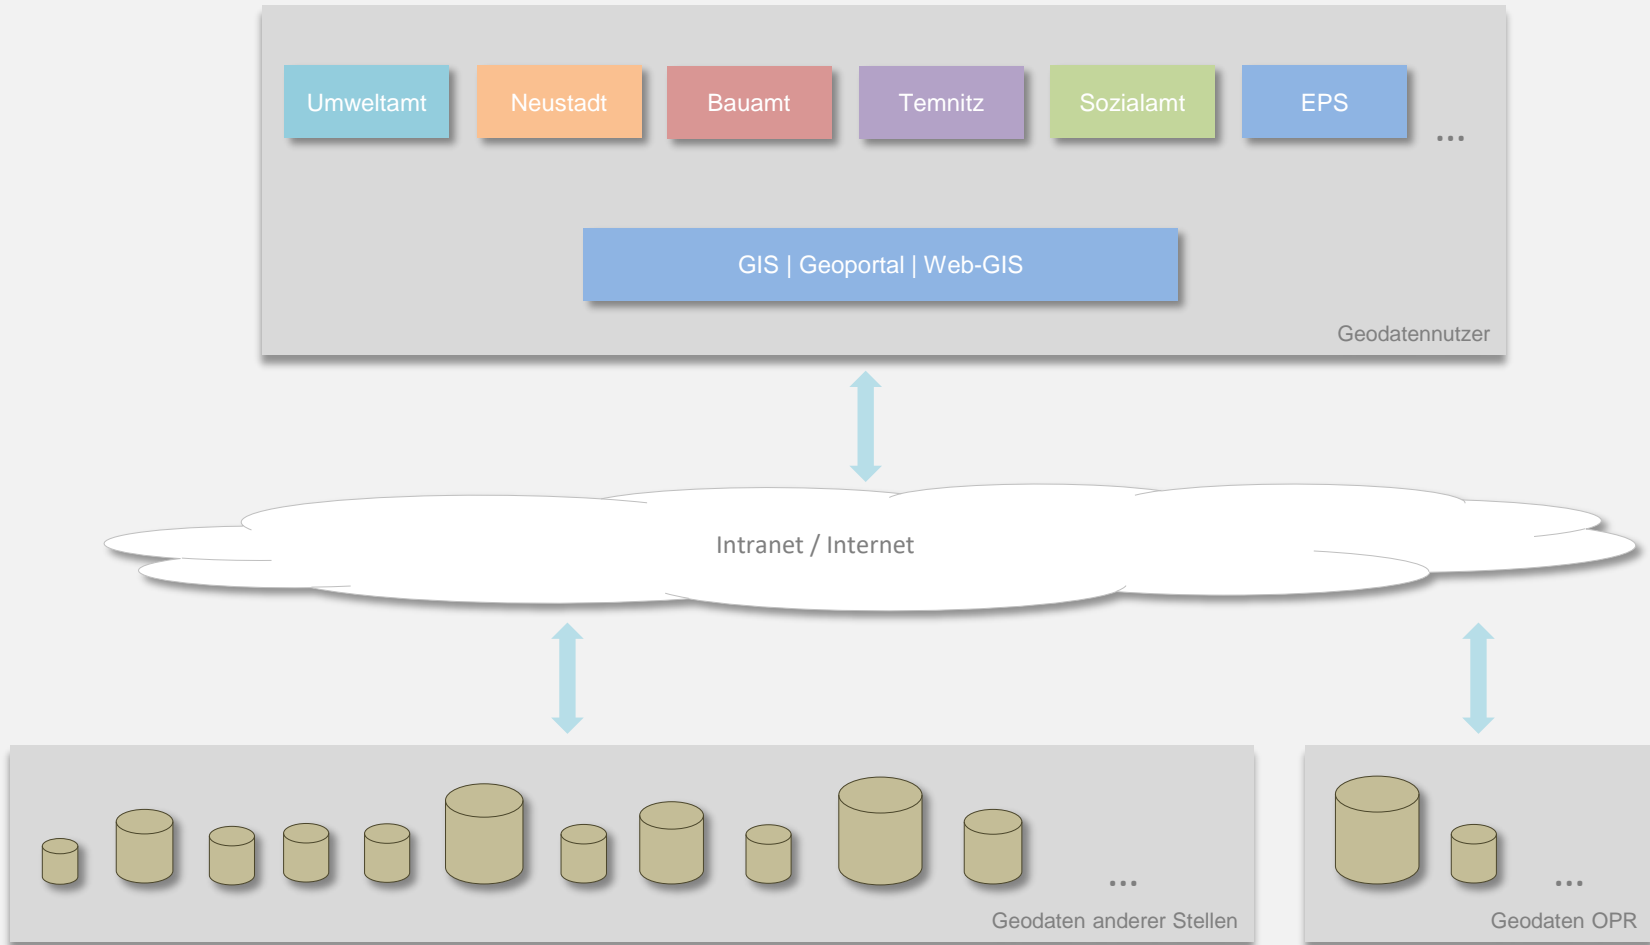 Umweltamt
Neustadt
Bauamt
Temnitz
Sozialamt
EPS
...
GIS | Geoportal | Web-GIS
Geodatennutzer
Intranet / Internet
...
Geodaten anderer Stellen
...
Geodaten OPR